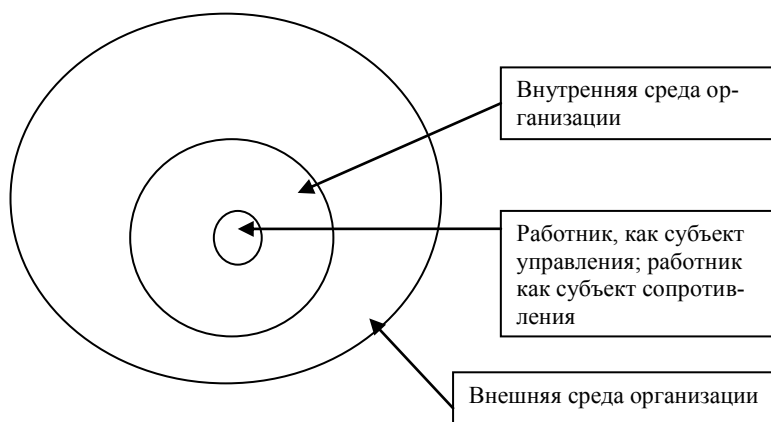 Внутренняя среда ор-
ганизации
Работник, как субъект
управления; работник
как субъект сопротив-
ления
Внешняя среда организации